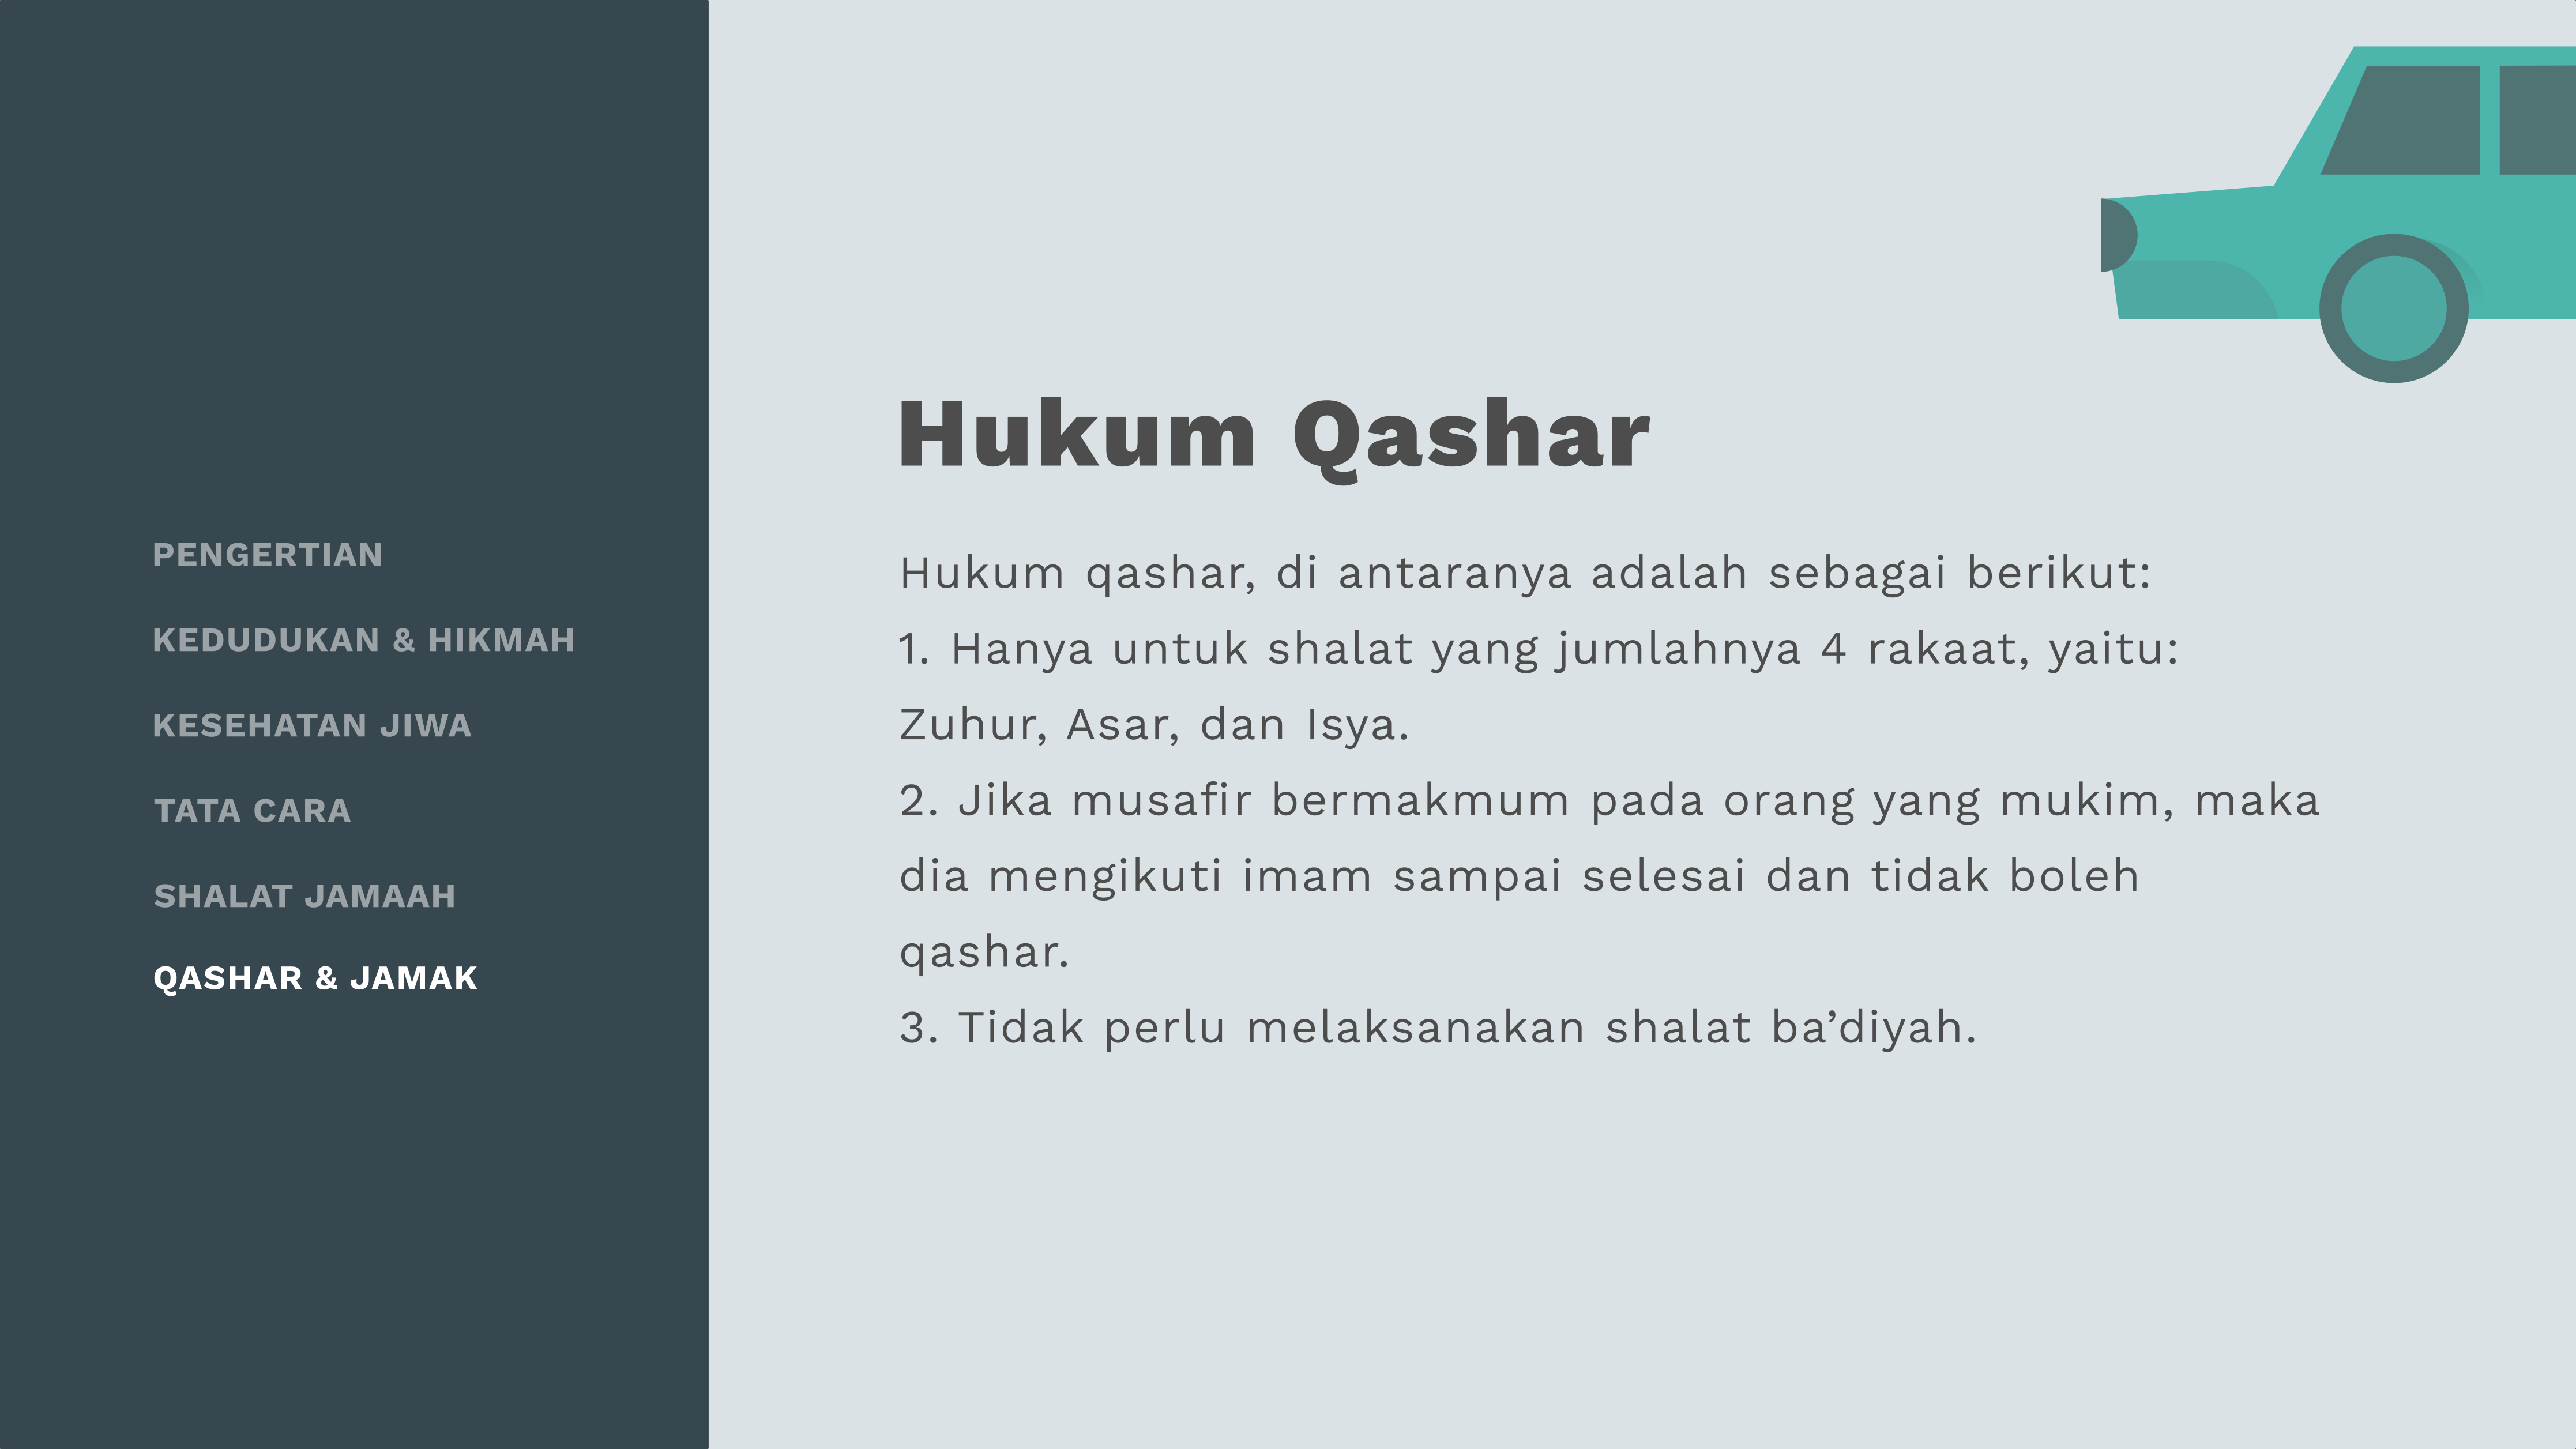 PENGERTIAN
KEDUDUKAN & HIKMAH
KESEHATAN JIWA
TATA CARA
SHALAT JAMAAH
QASHAR & JAMAK
Hukum Qashar
Hukum qashar, di antaranya adalah sebagai berikut:
1. Hanya untuk shalat yang jumlahnya 4 rakaat, yaitu:
Zuhur, Asar, dan Isya.
2. Jika musafir bermakmum pada orang yang mukim, maka
dia mengikuti imam sampai selesai dan tidak boleh
qashar.
3. Tidak perlu melaksanakan shalat ba’diyah.